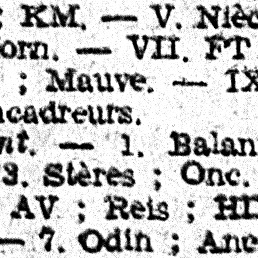 ; KM. — V. Nièc
orn. — VII. FT
; Mauve. — IX
cadreurs.
nt. — 1. Balan
3. Stères ; Onc.
AV ; Reis ; HI
— 7. Odin ; Anc